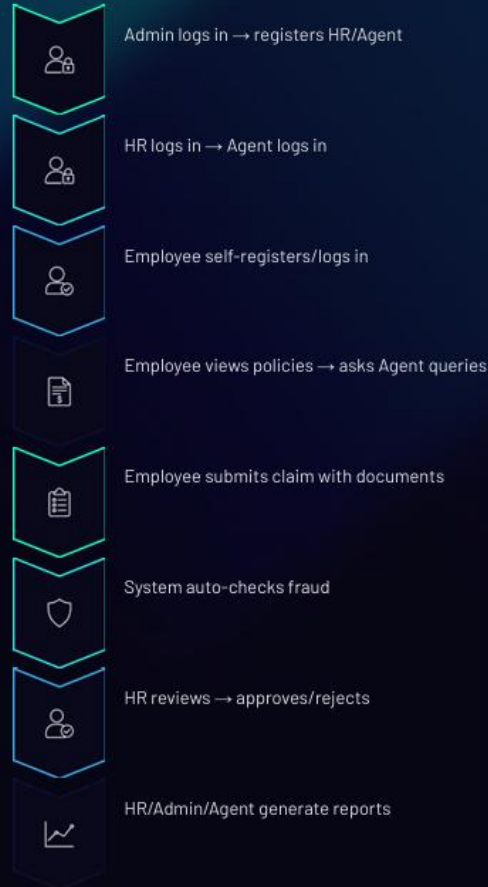 Admin logs in → registers HR/Agent
HR logs in → Agent logs in
Employee self-registers/logs in
Employee views policies → asks Agent queries
Employee submits claim with documents
System auto-checks fraud
HR reviews → approves/rejects
HR/Admin/Agent generate reports